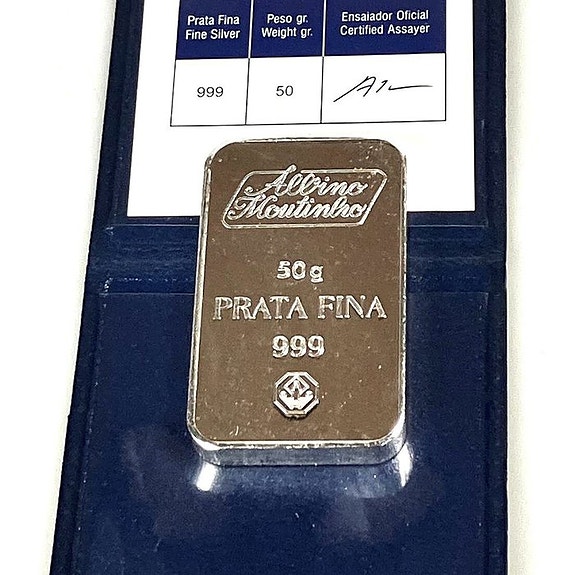 Prata Fina
Fine Silver
Peso gr.
Weight gr.
Ensaiador Oficial
Certified Assayer
999
50
Albino
Moutinho
50g
PRATA FINA
999